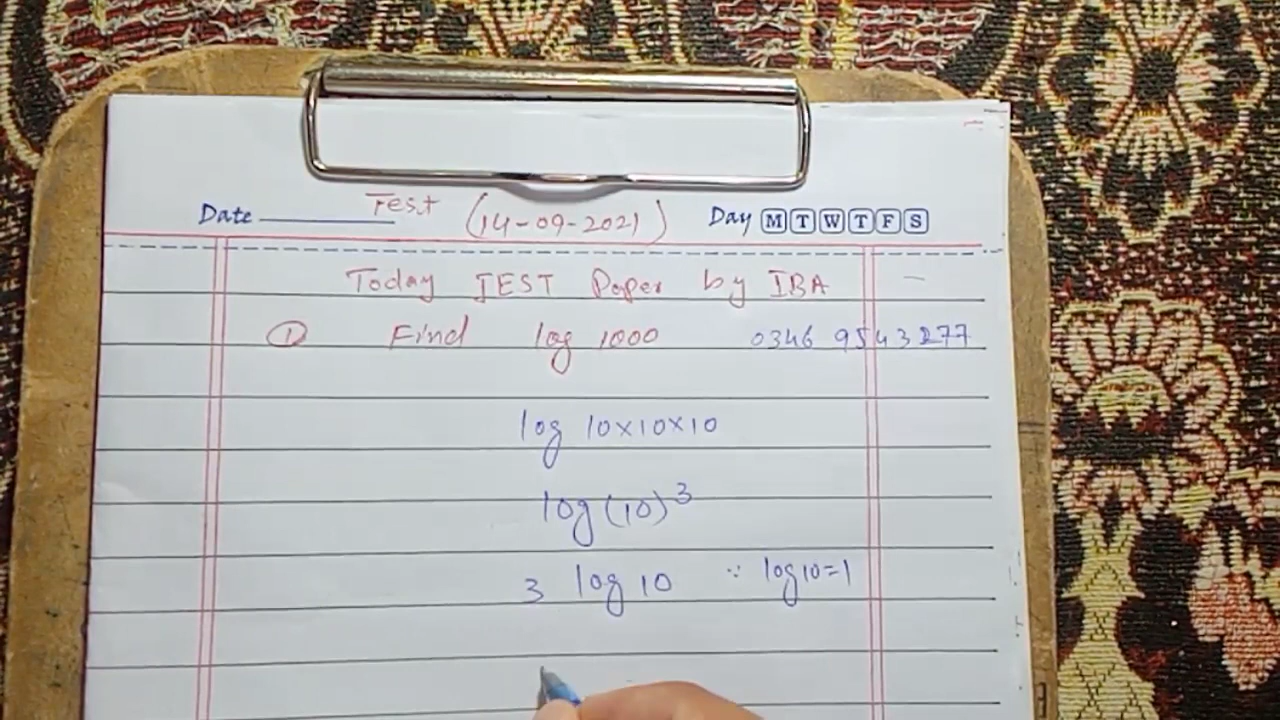 Date Test (14-09-2021) Day M T W T F S
Today TEST Paper by IBA
① Find log 1000 0346 9543277
log 10×10×10
log (10)³
3 log 10 ∵ log10=1